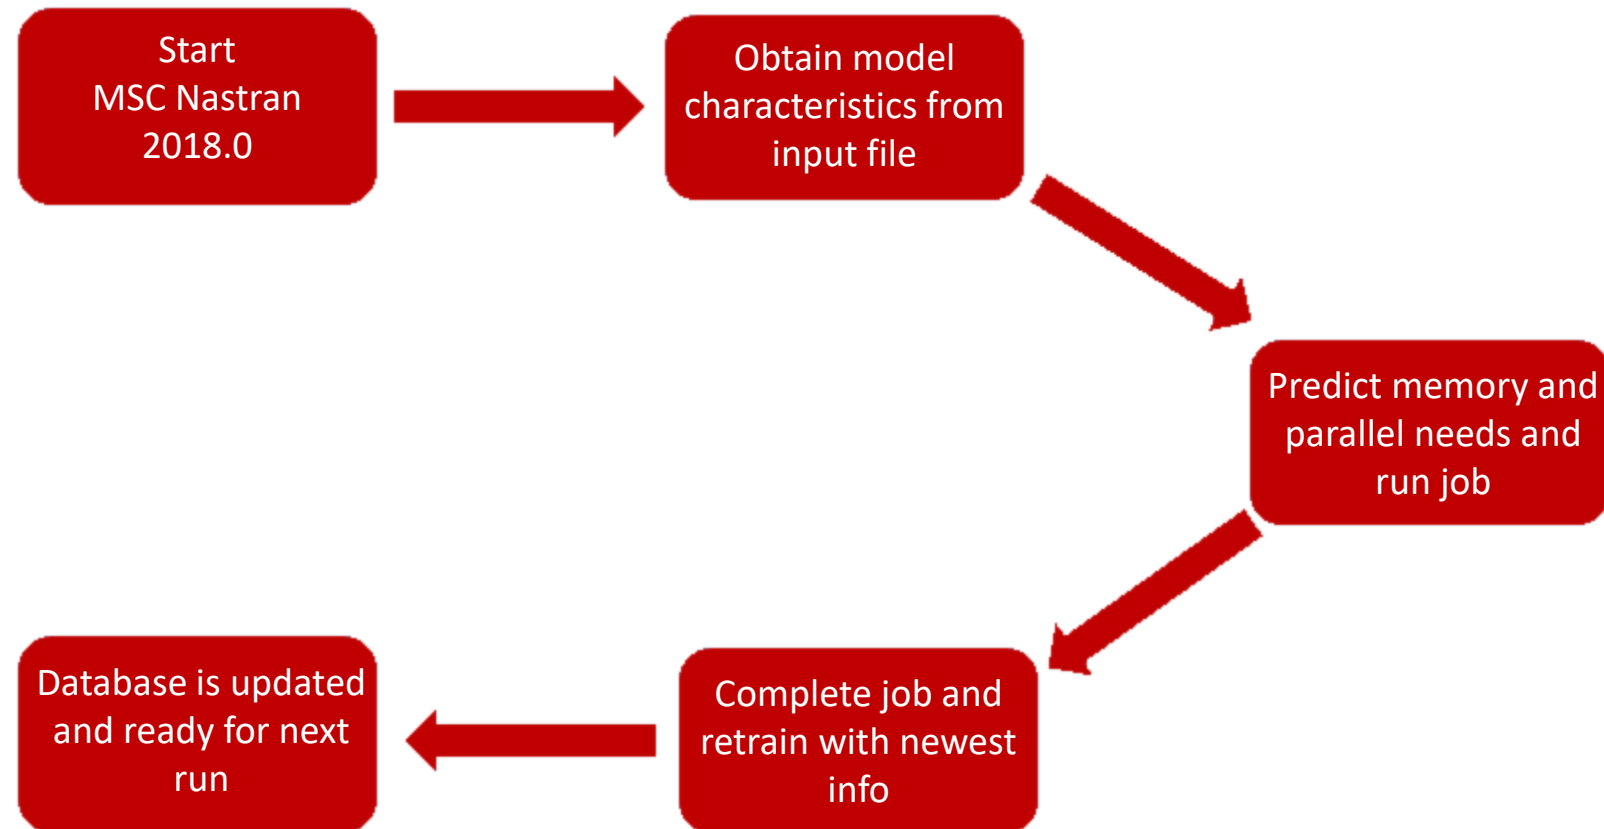 Start
MSC Nastran
2018.0
Obtain model
characteristics from
input file
Predict memory and
parallel needs and
run job
Complete job and
retrain with newest
info
Database is updated
and ready for next
run